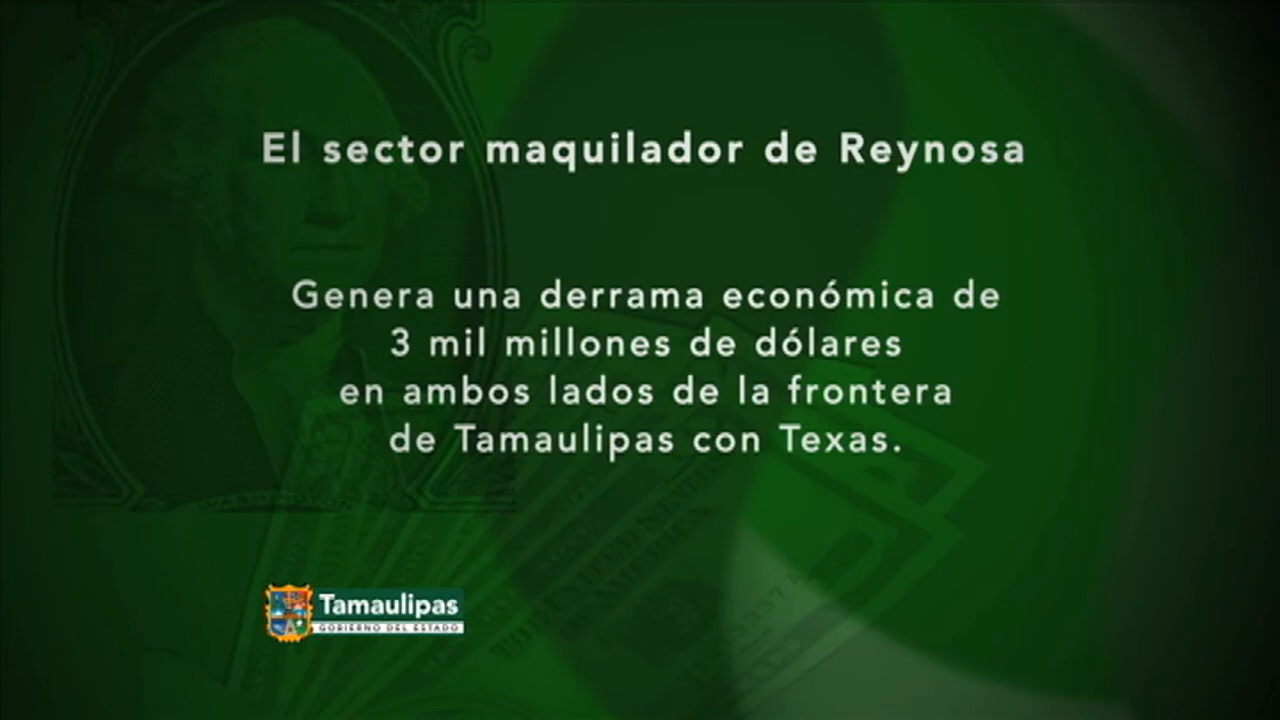 El sector maquilador de Reynosa
Genera una derrama económica de
3 mil millones de dólares
en ambos lados de la frontera
de Tamaulipas con Texas.
Tamaulipas
GOBIERNO DEL ESTADO